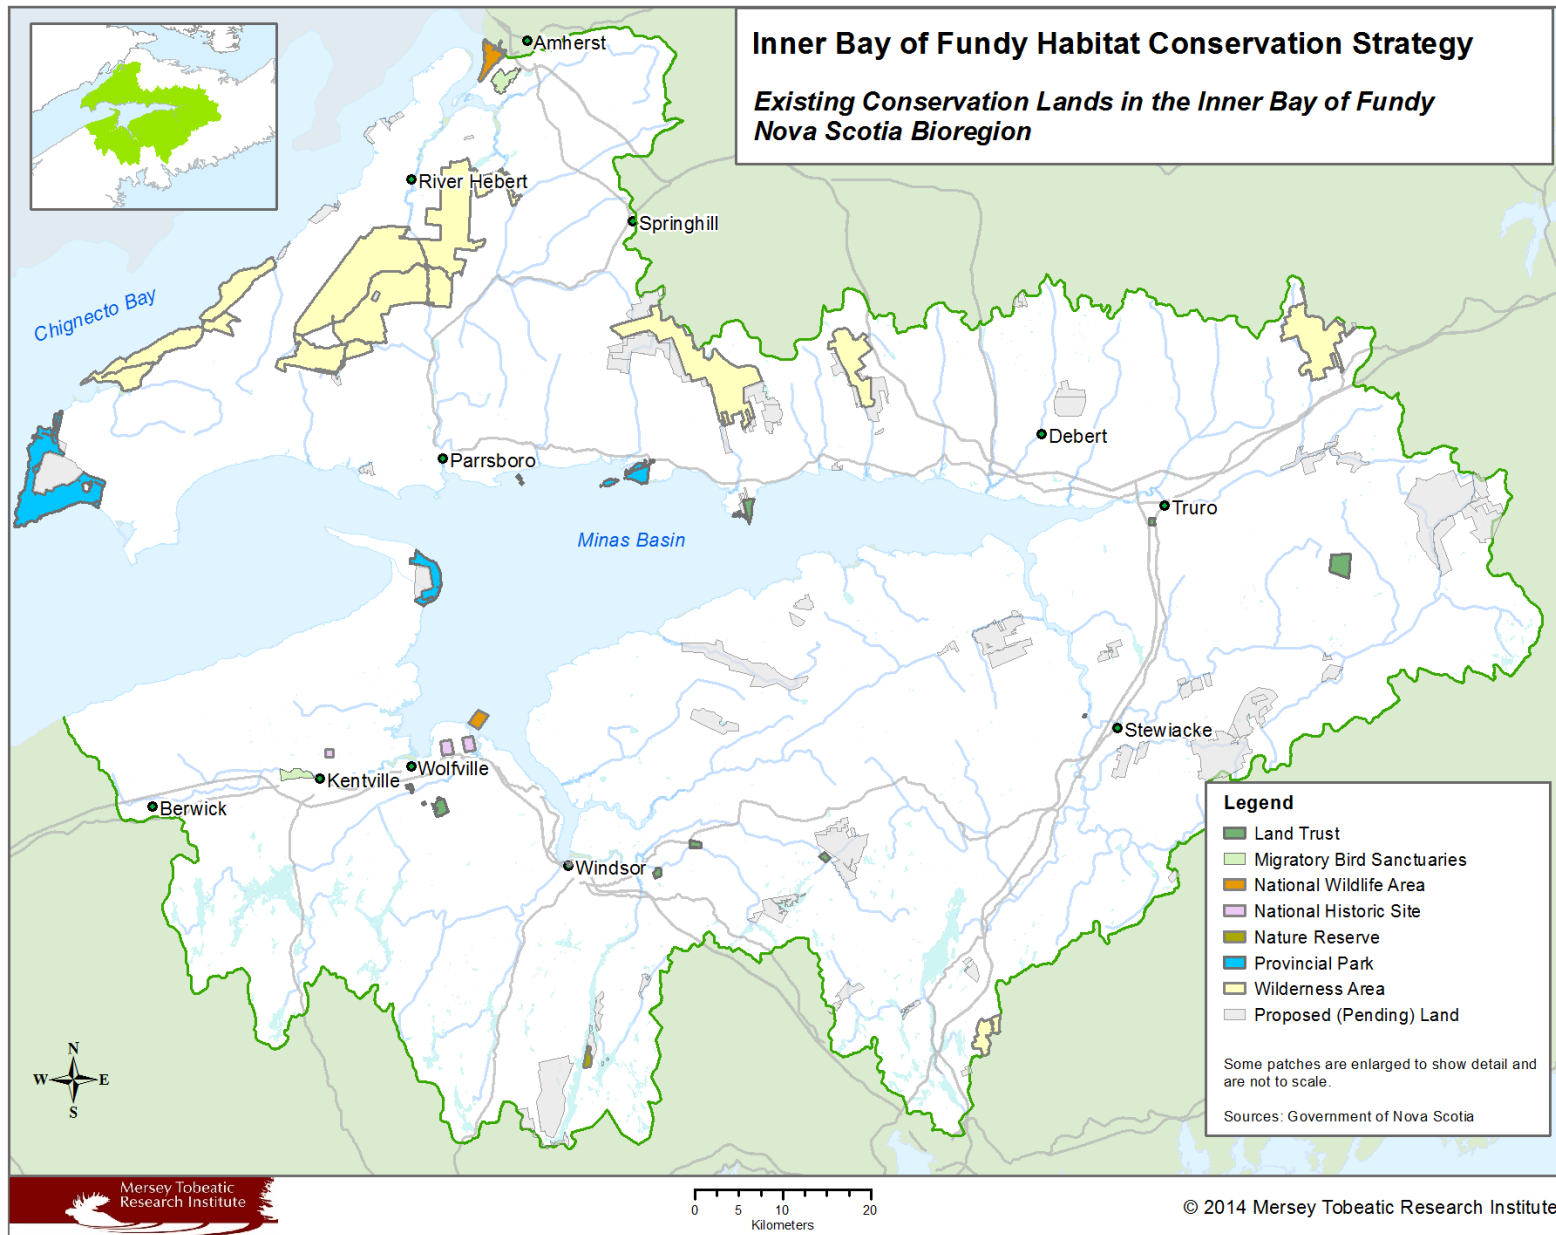 Inner Bay of Fundy Habitat Conservation Strategy
Existing Conservation Lands in the Inner Bay of Fundy
Nova Scotia Bioregion
Amherst
River Hebert
Springhill
Chignecto Bay
Debert
Parrsboro
Truro
Minas Basin
Stewiacke
Wolfville
Kentville
Berwick
Windsor
Legend
Land Trust
Migratory Bird Sanctuaries
National Wildlife Area
National Historic Site
Nature Reserve
Provincial Park
Wilderness Area
Proposed (Pending) Land
Some patches are enlarged to show detail and
are not to scale.
Sources: Government of Nova Scotia
N
W E
S
Mersey Tobeatic
Research Institute
0 5 10 20
Kilometers
© 2014 Mersey Tobeatic Research Institute